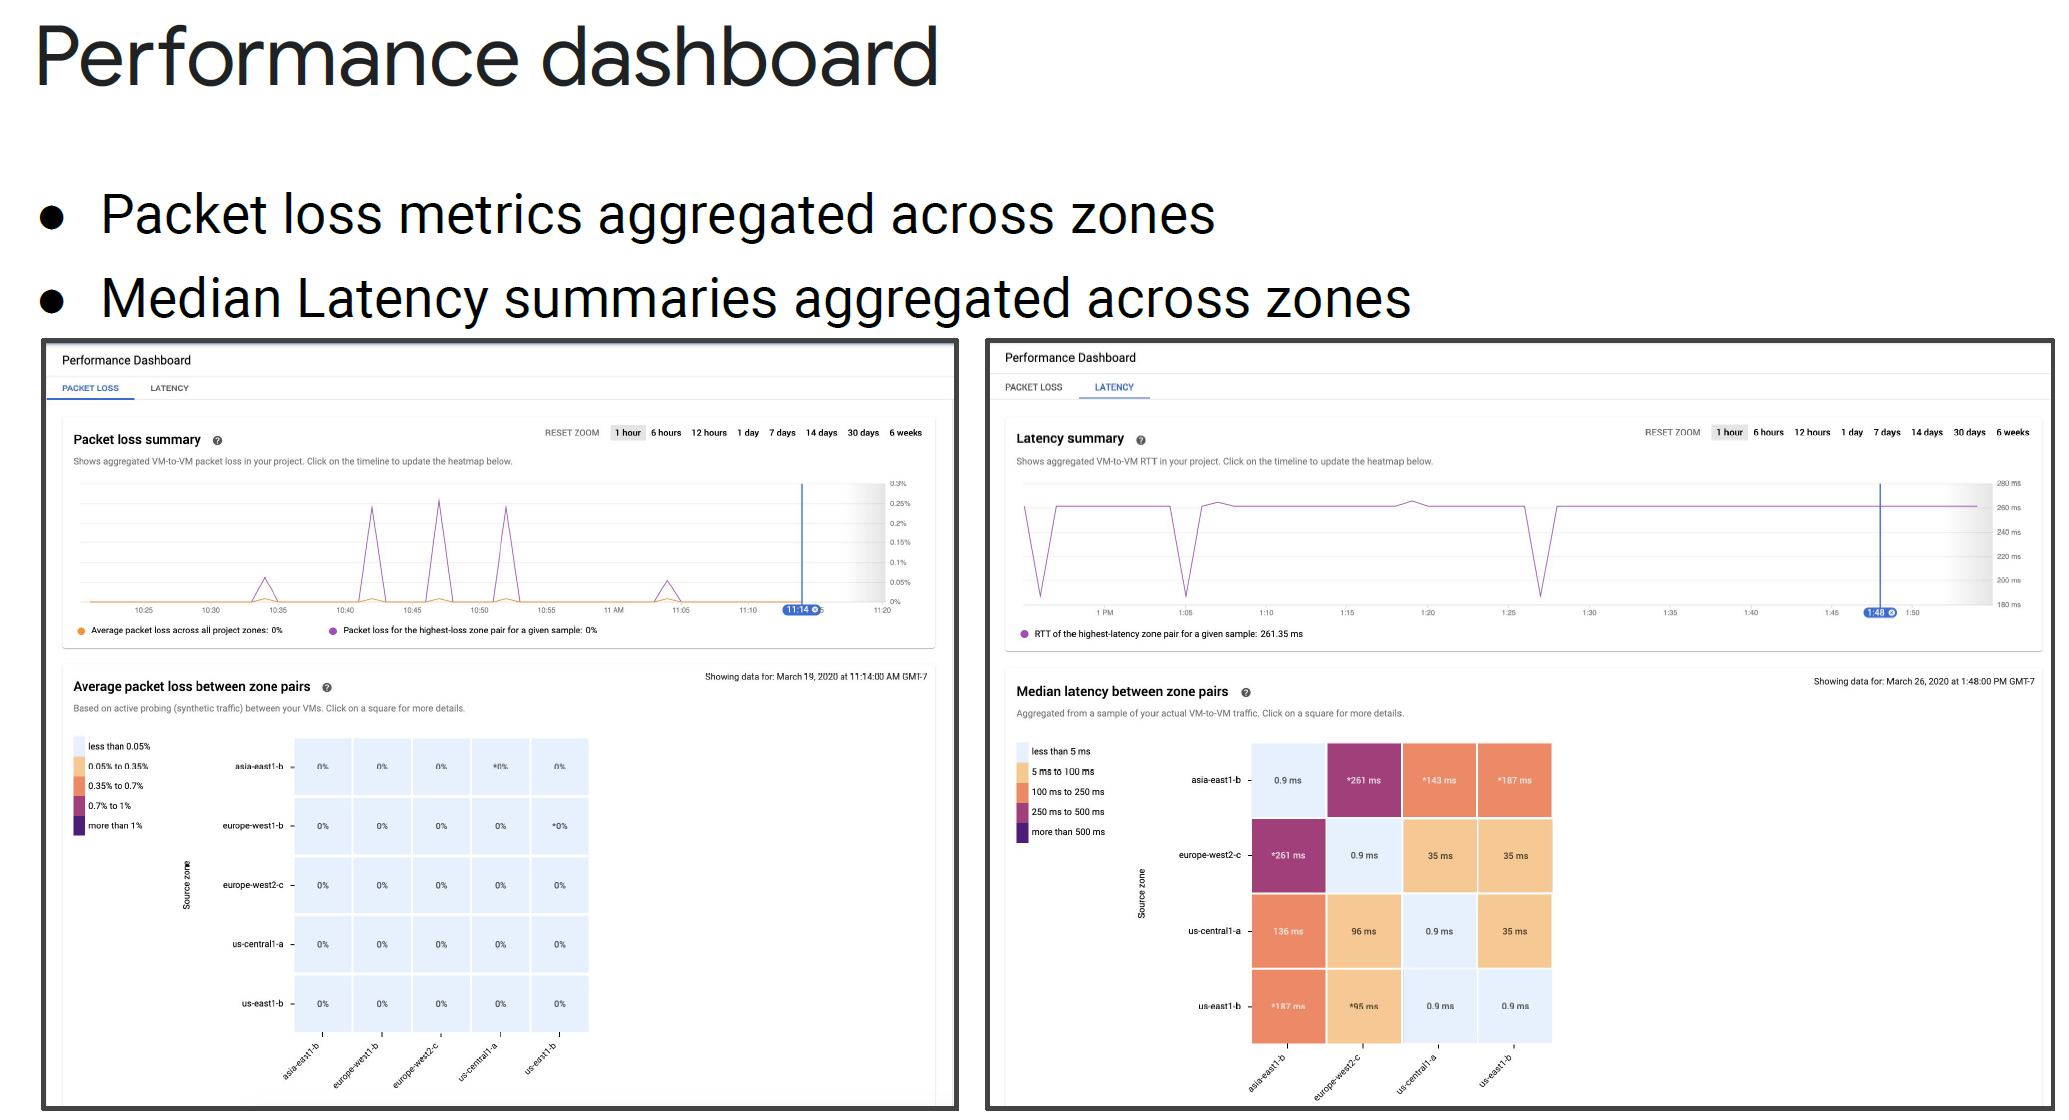 Performance dashboard
● Packet loss metrics aggregated across zones
● Median Latency summaries aggregated across zones
Performance Dashboard
PACKET LOSS LATENCY
Packet loss summary
RESET ZOOM 1 hour 6 hours 12 hours 1 day 7 days 14 days 30 days 6 weeks
Shows aggregated VM-to-VM packet loss in your project. Click on the timeline to update the heatmap below.
0.3%
0.25%
0.2%
0.15%
0.1%
0.05%
0%
10:25 10:30 10:35 10:40 10:45 10:50 10:55 11 AM 11:05 11:10 11:14 5 11:20
Average packet loss across all project zones: 0% Packet loss for the highest-loss zone pair for a given sample: 0%
Showing data for: March 19, 2020 at 11:14:00 AM GMT-7
Average packet loss between zone pairs
Based on active probing (synthetic traffic) between your VMs. Click on a square for more details.
less than 0.05%
0.05% to 0.35%
0.35% to 0.7%
0.7% to 1%
more than 1%
Source zone
asia-east1-b 0% 0% 0% *0% 0%
europe-west1-b 0% 0% 0% 0% *0%
europe-west2-c 0% 0% 0% 0% 0%
us-central1-a 0% 0% 0% 0% 0%
us-east1-b 0% 0% 0% 0% 0%
asia-east1-b europe-west1-b europe-west2-c us-central1-a us-east1-b
Performance Dashboard
PACKET LOSS LATENCY
Latency summary
RESET ZOOM 1 hour 6 hours 12 hours 1 day 7 days 14 days 30 days 6 weeks
Shows aggregated VM-to-VM RTT in your project. Click on the timeline to update the heatmap below.
280 ms
260 ms
240 ms
220 ms
200 ms
180 ms
1 PM 1:05 1:10 1:15 1:20 1:25 1:30 1:35 1:40 1:45 1:48 1:50
RTT of the highest-latency zone pair for a given sample: 261.35 ms
Showing data for: March 26, 2020 at 1:48:00 PM GMT-7
Median latency between zone pairs
Aggregated from a sample of your actual VM-to-VM traffic. Click on a square for more details.
less than 5 ms
5 ms to 100 ms
100 ms to 250 ms
250 ms to 500 ms
more than 500 ms
Source zone
asia-east1-b 0.9 ms *261 ms *143 ms *187 ms
europe-west2-c *261 ms 0.9 ms 35 ms 35 ms
us-central1-a 136 ms 96 ms 0.9 ms 35 ms
us-east1-b *187 ms *95 ms 0.9 ms 0.9 ms
asia-east1-b europe-west2-c us-central1-a us-east1-b